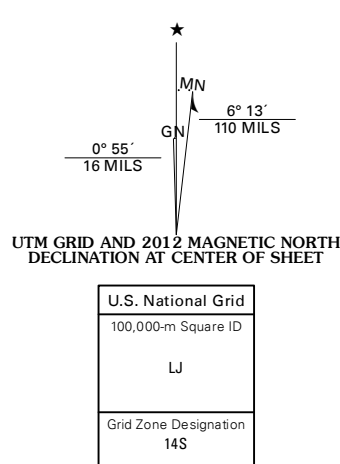 ★
MN
GN
6° 13´
110 MILS
0° 55´
16 MILS
UTM GRID AND 2012 MAGNETIC NORTH
DECLINATION AT CENTER OF SHEET
U.S. National Grid
100,000-m Square ID
LJ
Grid Zone Designation
14S